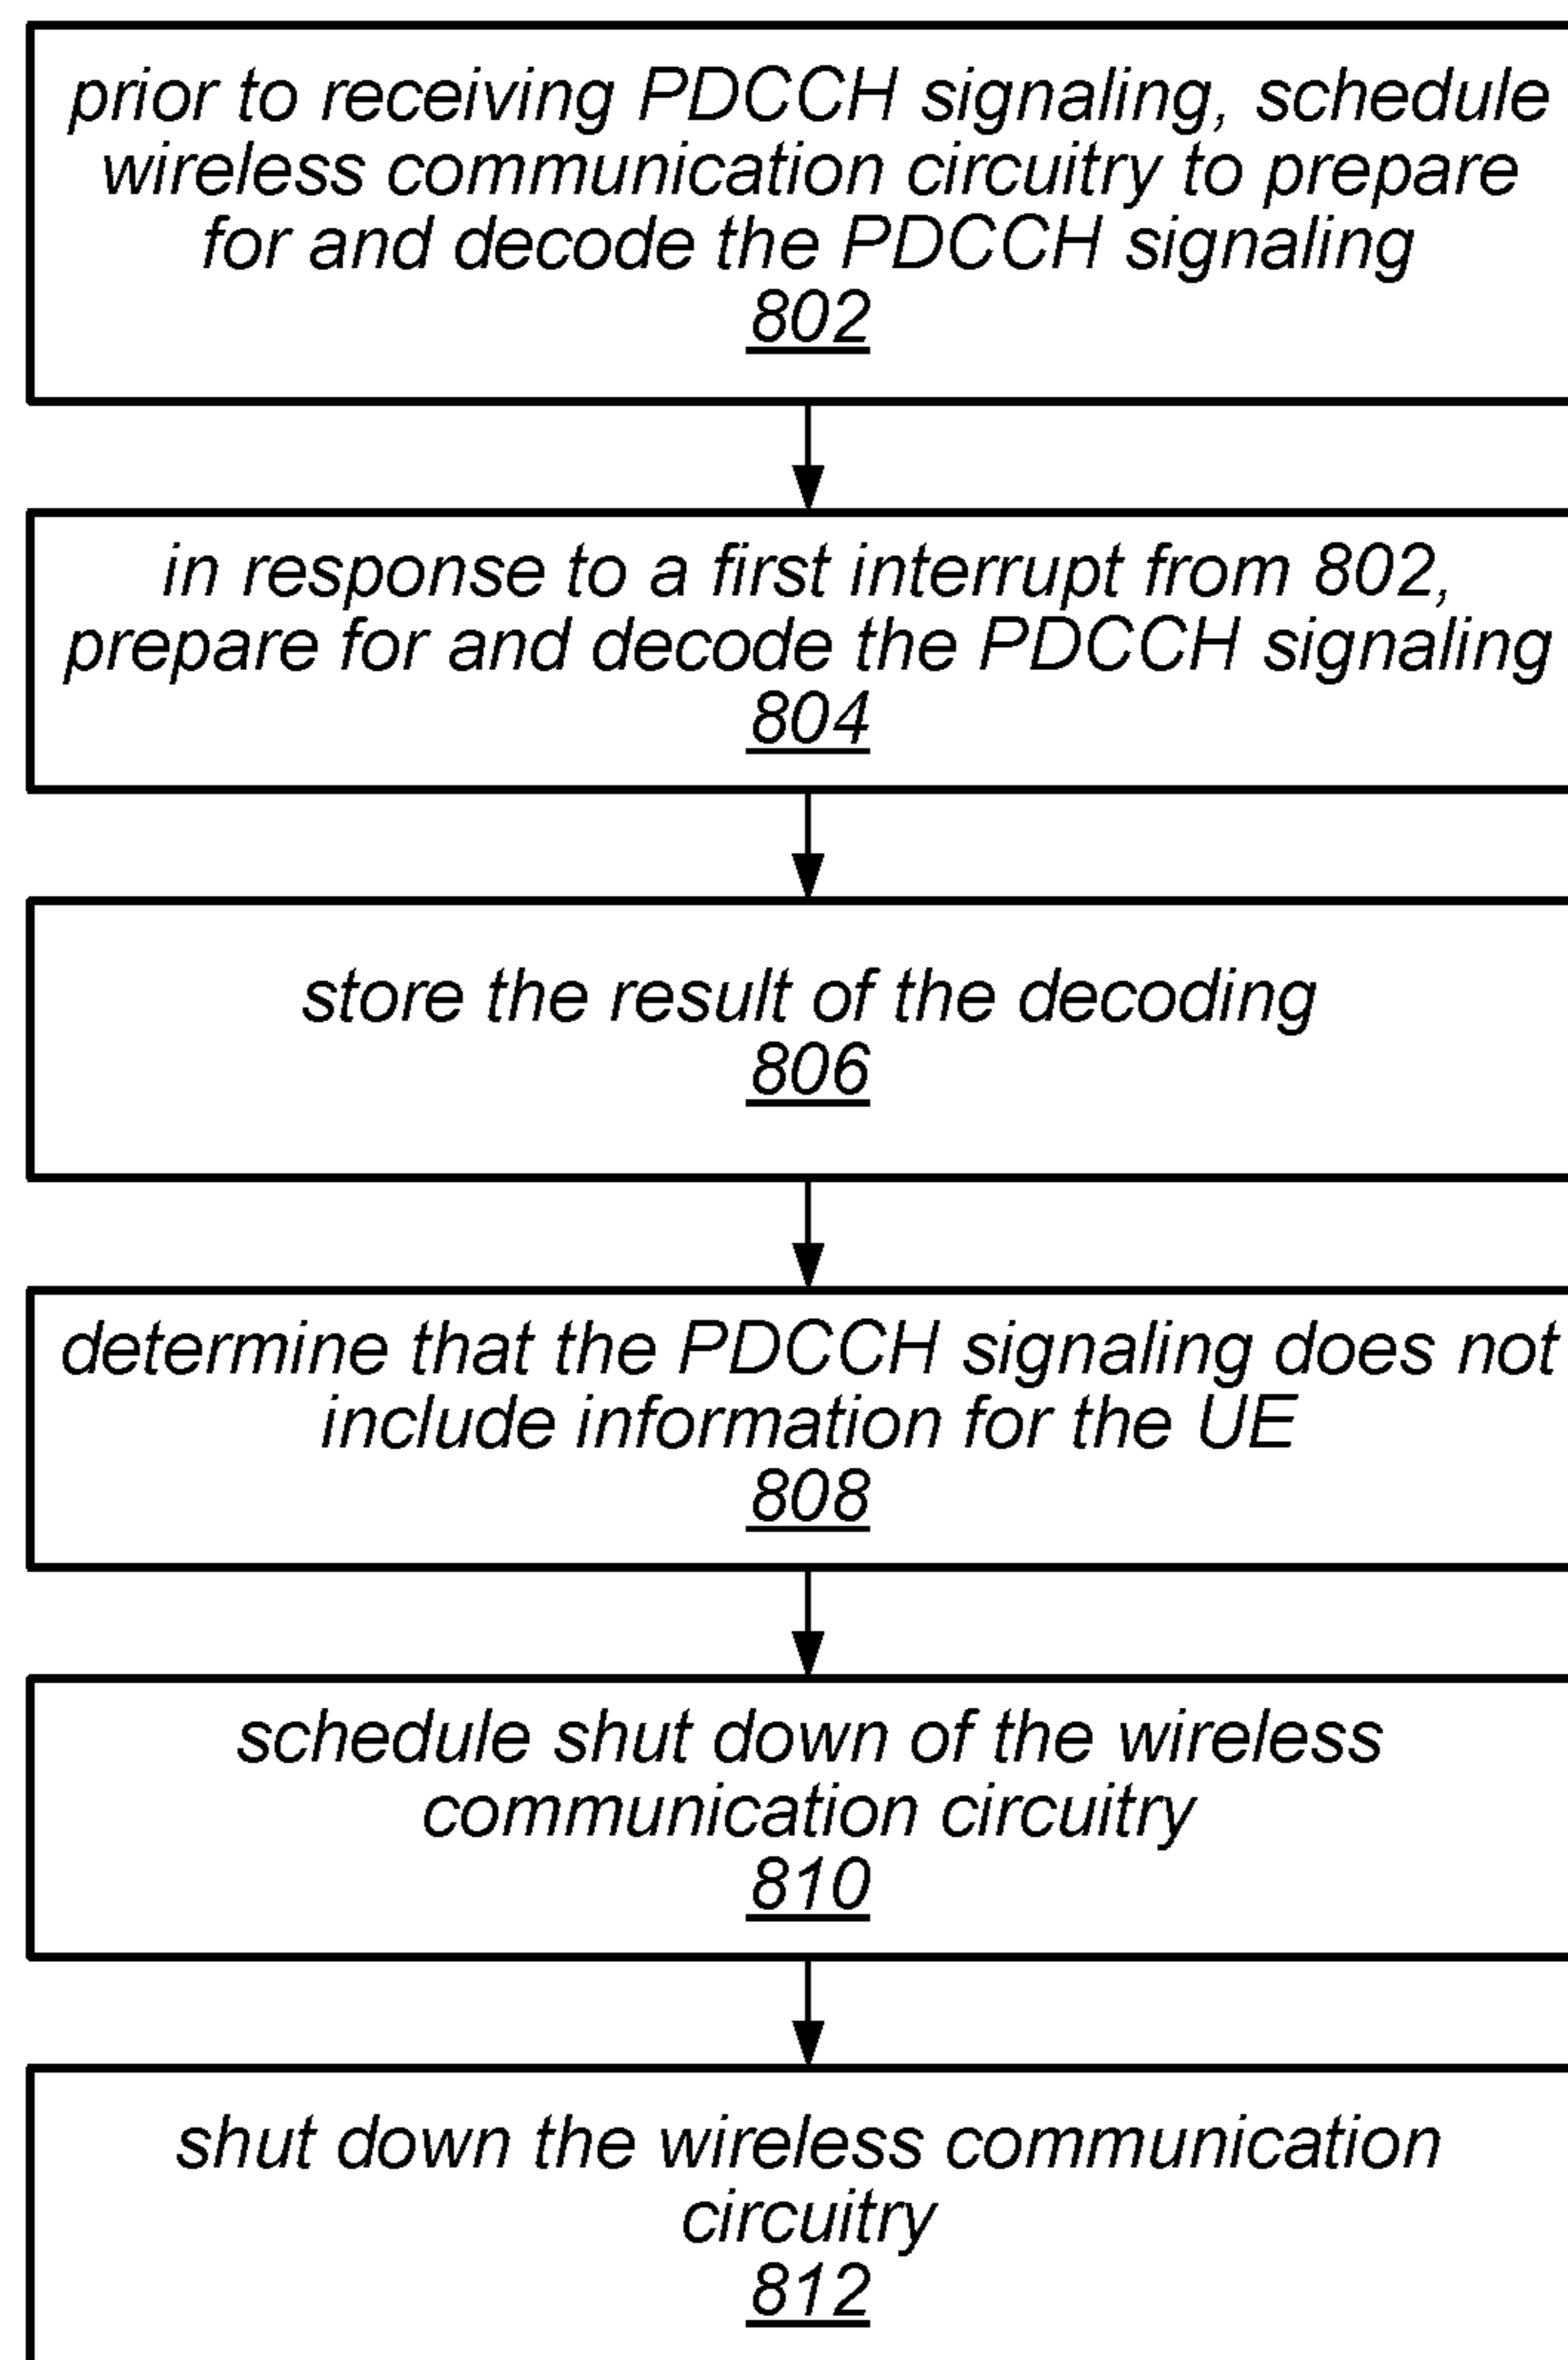 prior to receiving PDCCH signaling, schedule
wireless communication circuitry to prepare
for and decode the PDCCH signaling
802
in response to a first interrupt from 802,
prepare for and decode the PDCCH signaling
804
store the result of the decoding
806
determine that the PDCCH signaling does not
include information for the UE
808
schedule shut down of the wireless
communication circuitry
810
shut down the wireless communication
circuitry
812